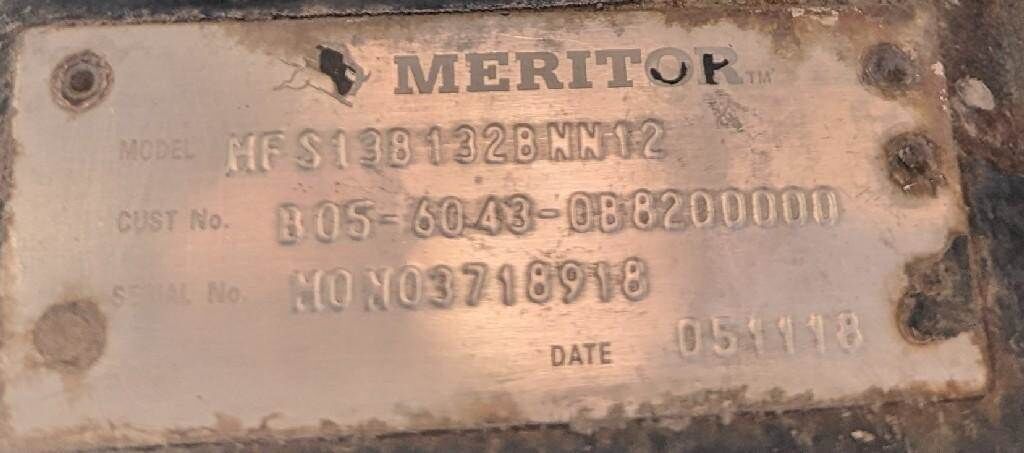 MERITOR™
MODEL MFS13B132BNN12
CUST No. B05-6043-0B8200000
SERIAL No. MON03718918
DATE 051118